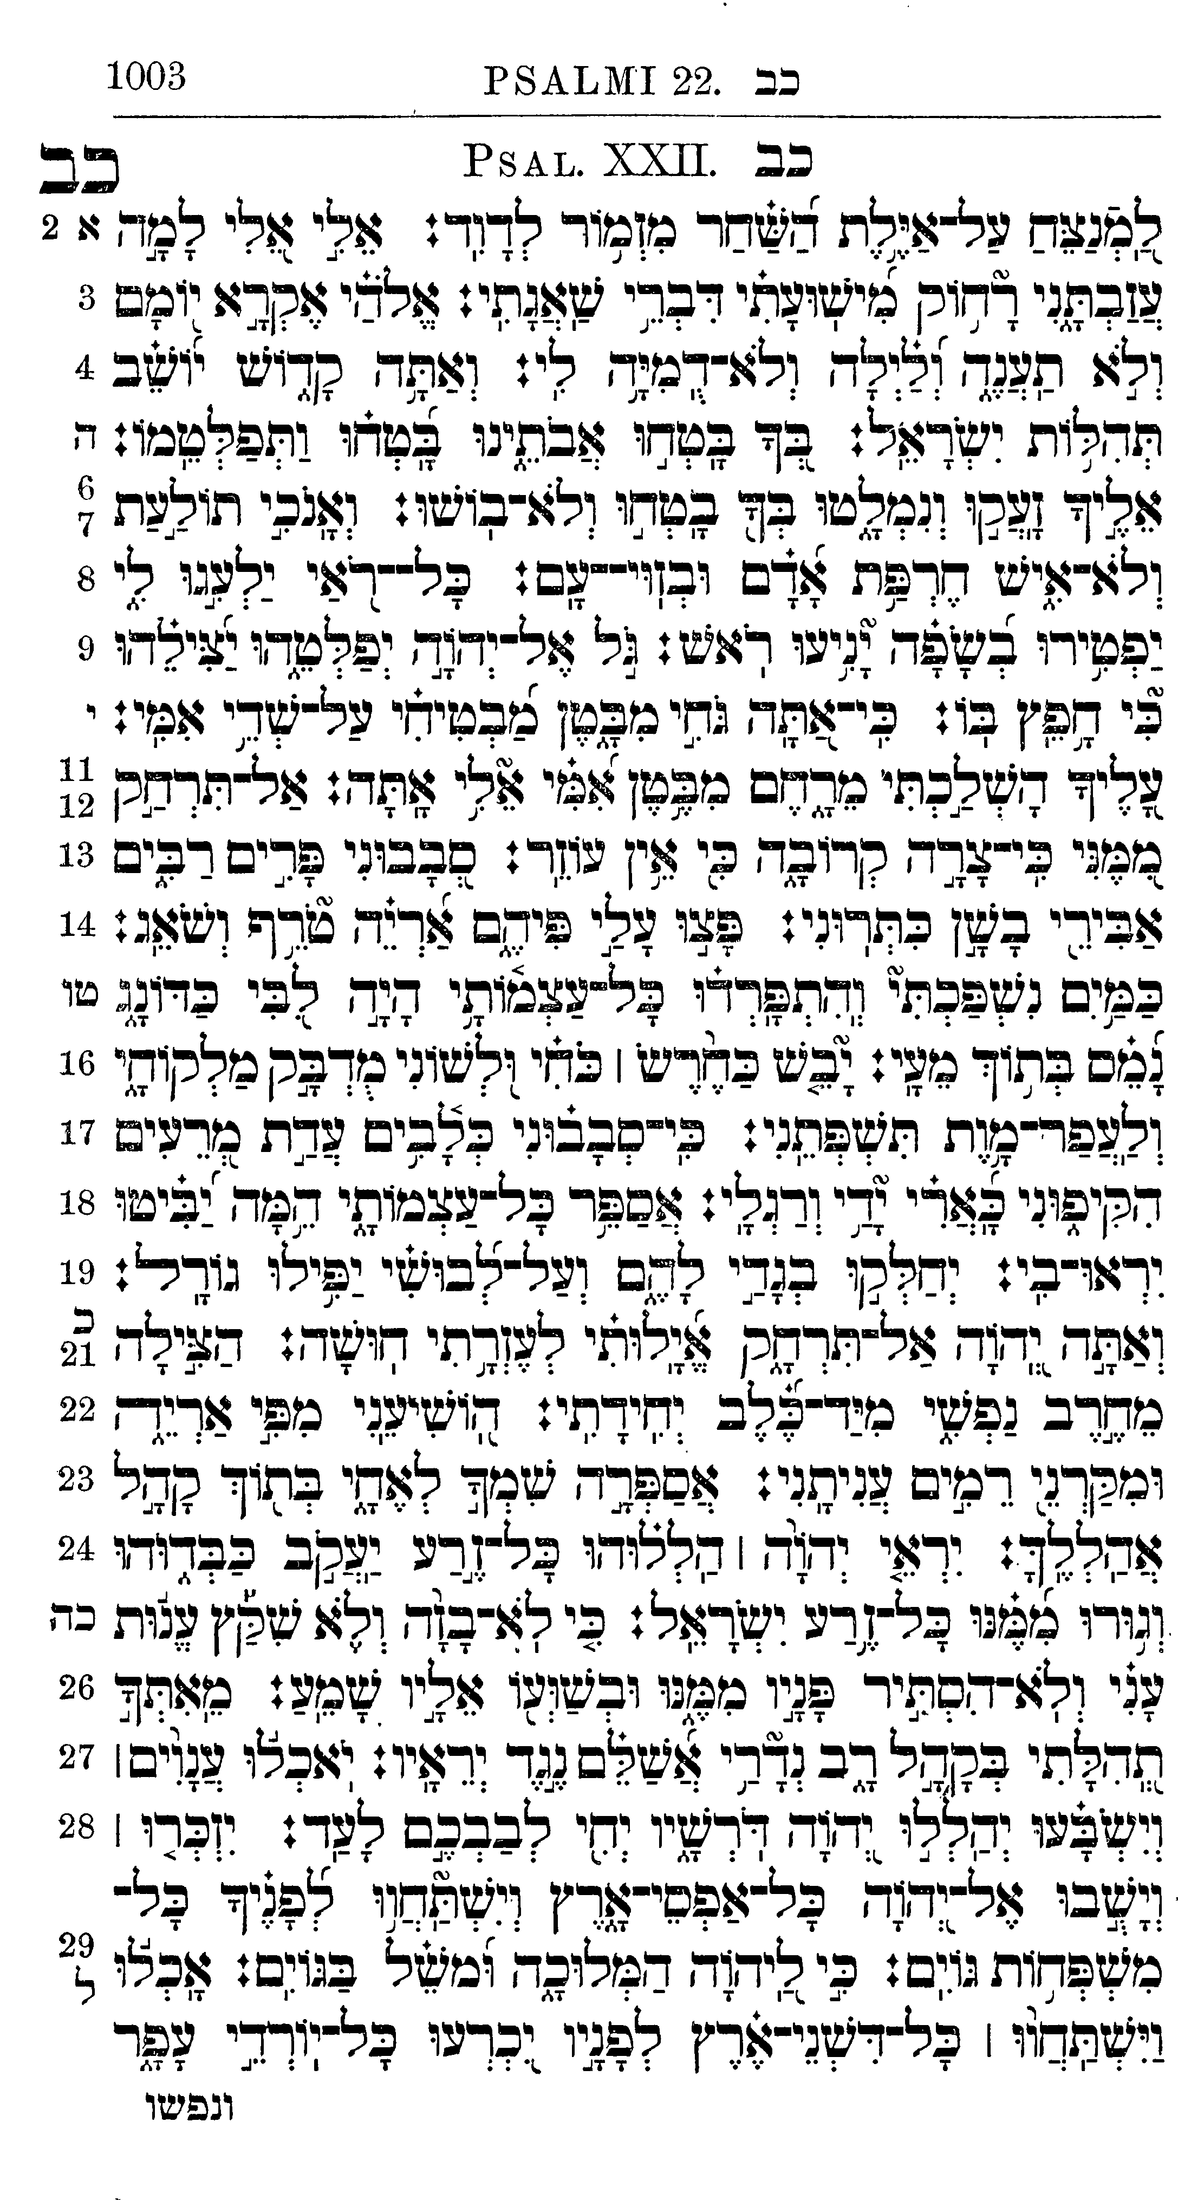 1003 PSALMI 22. כב
כב PSAL. XXII. כב
לַמְנַצֵּחַ עַל־אַיֶּלֶת הַשַּׁחַר מִזְמוֹר לְדָוִד׃ אֵלִי אֵלִי לָמָה א 2
עֲזַבְתָּנִי רָחוֹק מִישׁוּעָתִי דִּבְרֵי שַׁאֲגָתִי׃ אֱלֹהַי אֶקְרָא יוֹמָם 3
וְלֹא תַעֲנֶה וְלַיְלָה וְלֹא־דֻמִיָּה לִי׃ וְאַתָּה קָדוֹשׁ יוֹשֵׁב 4
תְּהִלּוֹת יִשְׂרָאֵל׃ בְּךָ בָּטְחוּ אֲבֹתֵינוּ בָּטְחוּ וַתְּפַלְּטֵמוֹ׃ ה
אֵלֶיךָ זָעֲקוּ וְנִמְלָטוּ בְּךָ בָטְחוּ וְלֹא־בוֹשׁוּ׃ וְאָנֹכִי תוֹלַעַת 6 7
וְלֹא־אִישׁ חֶרְפַּת אָדָם וּבְזוּי־עָם׃ כָּל־רֹאַי יַלְעִגוּ לִי 8
יַפְטִירוּ בְשָׂפָה יָנִיעוּ רֹאשׁ׃ גֹּל אֶל־יְהוָֹה יְפַלְּטֵהוּ יַצִּילֵהוּ 9
כִּי חָפֵץ בּוֹ׃ כִּי־אַתָּה גֹחִי מִבָּטֶן מַבְטִיחִי עַל־שְׁדֵי אִמִּי׃ י
עָלֶיךָ הָשְׁלַכְתִּי מֵרָחֶם מִבֶּטֶן אִמִּי אֵלִי אָתָּה׃ אַל־תִּרְחַק 11 12
מִמֶּנִּי כִּי־צָרָה קְרוֹבָה כִּי אֵין עוֹזֵר׃ סְבָבוּנִי פָּרִים רַבִּים 13
אַבִּירֵי בָשָׁן כִּתְּרוּנִי׃ פָּצוּ עָלַי פִּיהֶם אַרְיֵה טֹרֵף וְשֹׁאֵג׃ 14
כַּמַּיִם נִשְׁפַּכְתִּי וְהִתְפָּרְדוּ כָּל־עַצְמוֹתָי הָיָה לִבִּי כַּדּוֹנָג טו
נָמֵס בְּתוֹךְ מֵעָי׃ יָבֵשׁ כַּחֶרֶשׂ ׀ כֹּחִי וּלְשׁוֹנִי מֻדְבָּק מַלְקוֹחָי 16
וְלַעֲפַר־מָוֶת תִּשְׁפְּתֵנִי׃ כִּי־סְבָבוּנִי כְּלָבִים עֲדַת מְרֵעִים 17
הִקִּיפוּנִי כָּאֲרִי יָדַי וְרַגְלָי׃ אֲסַפֵּר כָּל־עַצְמוֹתָי הֵמָּה יַבִּיטוּ 18
יִרְאוּ־בִי׃ יְחַלְּקוּ בְגָדַי לָהֶם וְעַל־לְבוּשִׁי יַפִּילוּ גוֹרָל׃ 19
וְאַתָּה יְהוָֹה אַל־תִּרְחָק אֱיָלוּתִי לְעֶזְרָתִי חוּשָׁה׃ הַצִּילָה כ 21
מֵחֶרֶב נַפְשִׁי מִיַּד־כֶּלֶב יְחִידָתִי׃ הוֹשִׁיעֵנִי מִפִּי אַרְיֵה 22
וּמִקַּרְנֵי רֵמִים עֲנִיתָנִי׃ אֲסַפְּרָה שִׁמְךָ לְאֶחָי בְּתוֹךְ קָהָל 23
אֲהַלְלֶךָּ׃ יִרְאֵי יְהוָֹה ׀ הַלְלוּהוּ כָּל־זֶרַע יַעֲקֹב כַּבְּדוּהוּ 24
וְגוּרוּ מִמֶּנּוּ כָּל־זֶרַע יִשְׂרָאֵל׃ כִּי לֹא־בָזָה וְלֹא שִׁקַּץ עֱנוּת כה
עָנִי וְלֹא־הִסְתִּיר פָּנָיו מִמֶּנּוּ וּבְשַׁוְּעוֹ אֵלָיו שָׁמֵעַ׃ מֵאִתְּךָ 26
תְהִלָּתִי בְּקָהָל רָב נְדָרַי אֲשַׁלֵּם נֶגֶד יְרֵאָיו׃ יֹאכְלוּ עֲנָוִים ׀ 27
וְיִשְׂבָּעוּ יְהַלְלוּ יְהוָֹה דֹּרְשָׁיו יְחִי לְבַבְכֶם לָעַד׃ יִזְכְּרוּ ׀ 28
וְיָשֻׁבוּ אֶל־יְהוָֹה כָּל־אַפְסֵי־אָרֶץ וְיִשְׁתַּחֲווּ לְפָנֶיךָ כָּל־
מִשְׁפְּחוֹת גּוֹיִם׃ כִּי לַיהוָֹה הַמְּלוּכָה וּמֹשֵׁל בַּגּוֹיִם׃ אָכְלוּ 29 ל
וַיִּשְׁתַּחֲווּ ׀ כָּל־דִּשְׁנֵי־אֶרֶץ לְפָנָיו יִכְרְעוּ כָּל־יוֹרְדֵי עָפָר
ונפשו